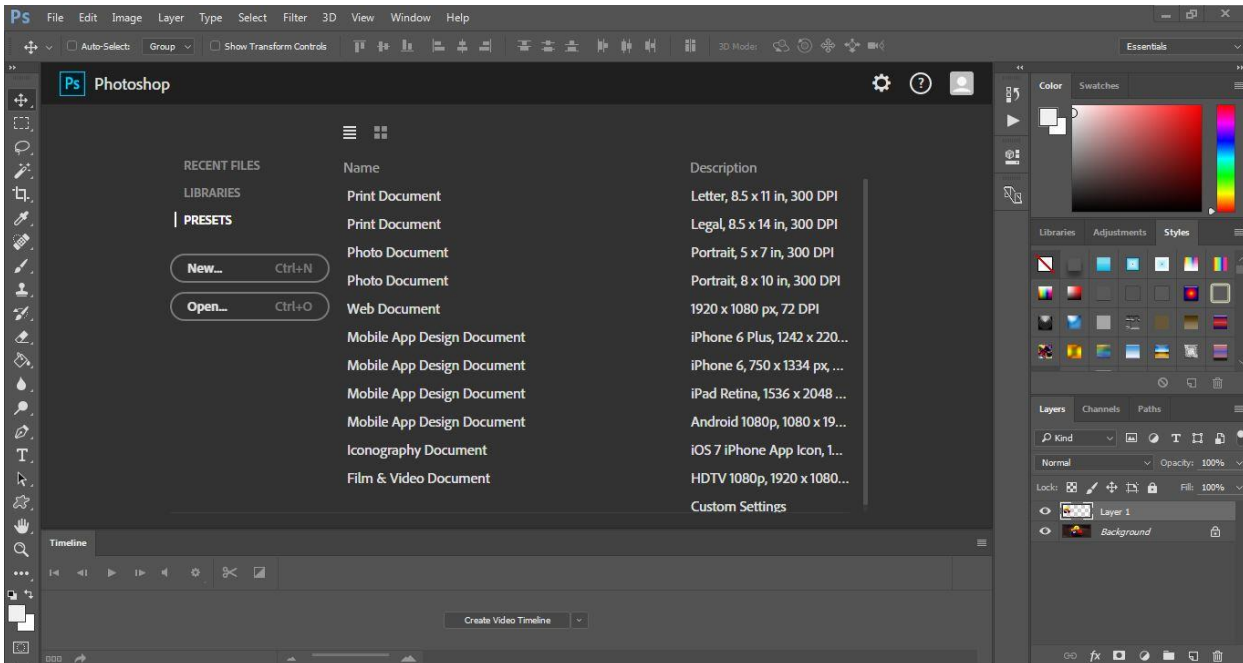 Ps File Edit Image Layer Type Select Filter 3D View Window Help
Auto-Select: Group Show Transform Controls 3D Mode: Essentials
Ps Photoshop
Color Swatches
RECENT FILES
LIBRARIES
PRESETS
New... Ctrl+N
Open... Ctrl+O
Name Description
Print Document Letter, 8.5 x 11 in, 300 DPI
Print Document Legal, 8.5 x 14 in, 300 DPI
Photo Document Portrait, 5 x 7 in, 300 DPI
Photo Document Portrait, 8 x 10 in, 300 DPI
Web Document 1920 x 1080 px, 72 DPI
Mobile App Design Document iPhone 6 Plus, 1242 x 220...
Mobile App Design Document iPhone 6, 750 x 1334 px, ...
Mobile App Design Document iPad Retina, 1536 x 2048 ...
Mobile App Design Document Android 1080p, 1080 x 19...
Iconography Document iOS 7 iPhone App Icon, 1...
Film & Video Document HDTV 1080p, 1920 x 1080...
Custom Settings
Libraries Adjustments Styles
Layers Channels Paths
Kind
Normal Opacity: 100%
Lock: Fill: 100%
Layer 1
Background
Timeline
Create Video Timeline
fx